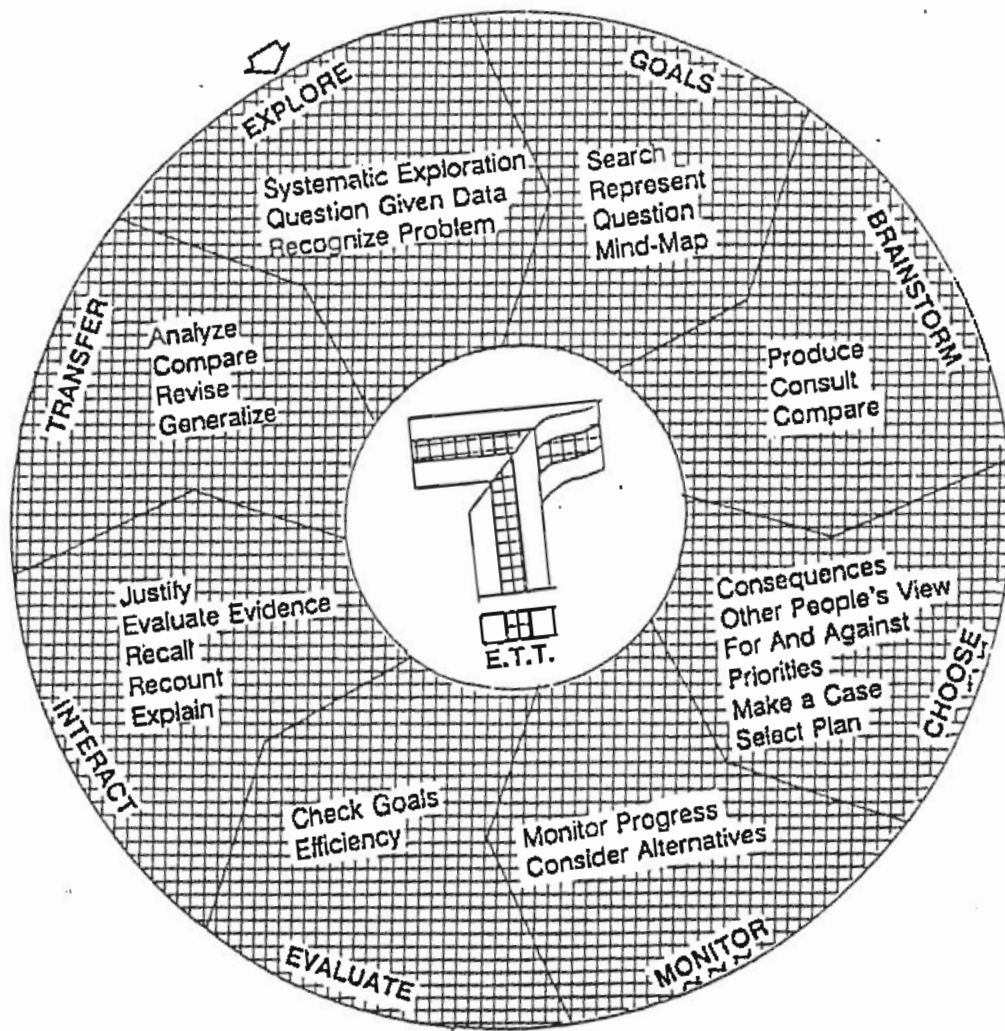 EXPLORE
Systematic Exploration
Question Given Data
Recognize Problem
GOALS
Search
Represent
Question
Mind-Map
BRAINSTORM
Produce
Consult
Compare
CHOOSE
Consequences
Other People's View
For And Against
Priorities
Make a Case
Select Plan
MONITOR
Monitor Progress
Consider Alternatives
EVALUATE
Check Goals
Efficiency
INTERACT
Justify
Evaluate Evidence
Recall
Recount
Explain
TRANSFER
Analyze
Compare
Revise
Generalize
T
E.T.T.